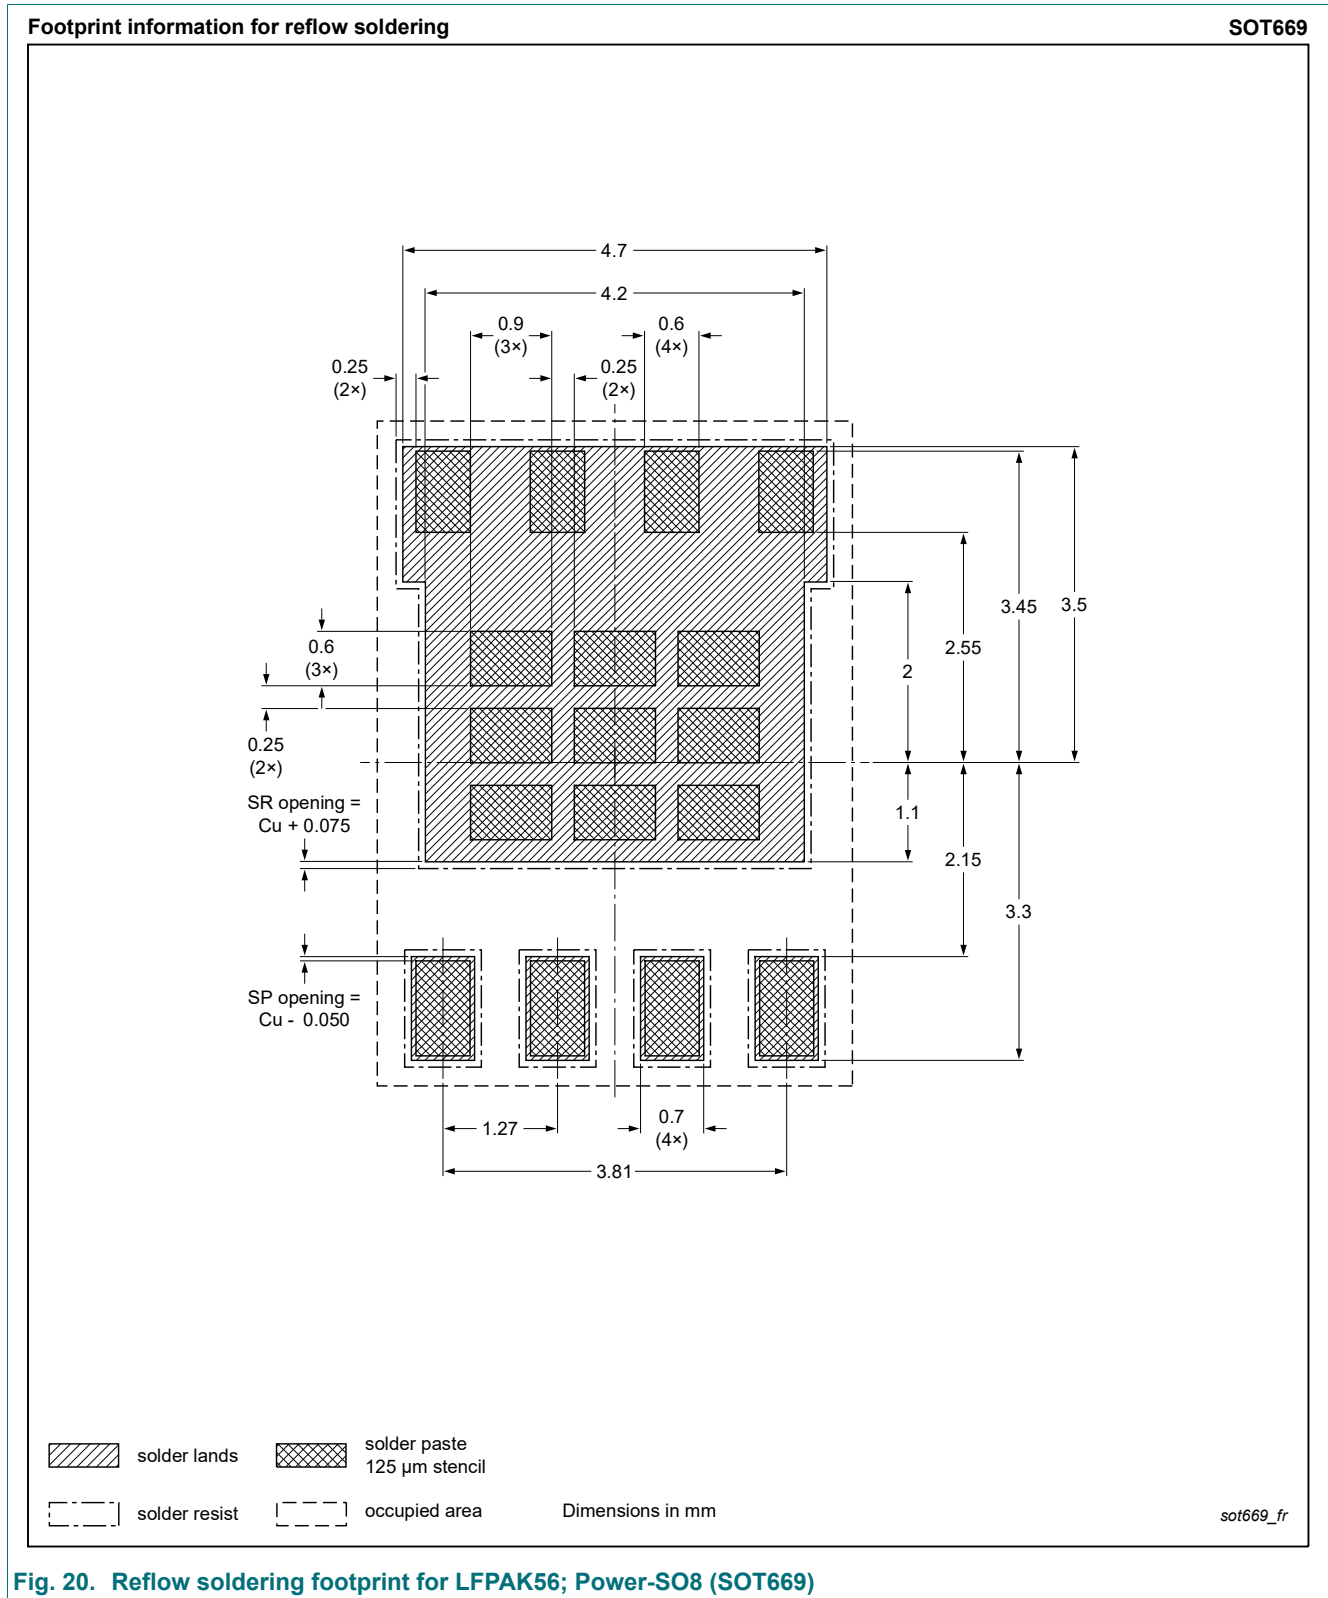 Footprint information for reflow soldering SOT669
4.7
4.2
0.9
(3×)
0.6
(4×)
0.25
(2×)
0.25
(2×)
3.45
3.5
2.55
2
0.6
(3×)
0.25
(2×)
SR opening =
Cu + 0.075
1.1
2.15
3.3
SP opening =
Cu - 0.050
1.27
0.7
(4×)
3.81
solder lands
solder paste
125 µm stencil
solder resist
occupied area
Dimensions in mm
sot669_fr
Fig. 20. Reflow soldering footprint for LFPAK56; Power-SO8 (SOT669)